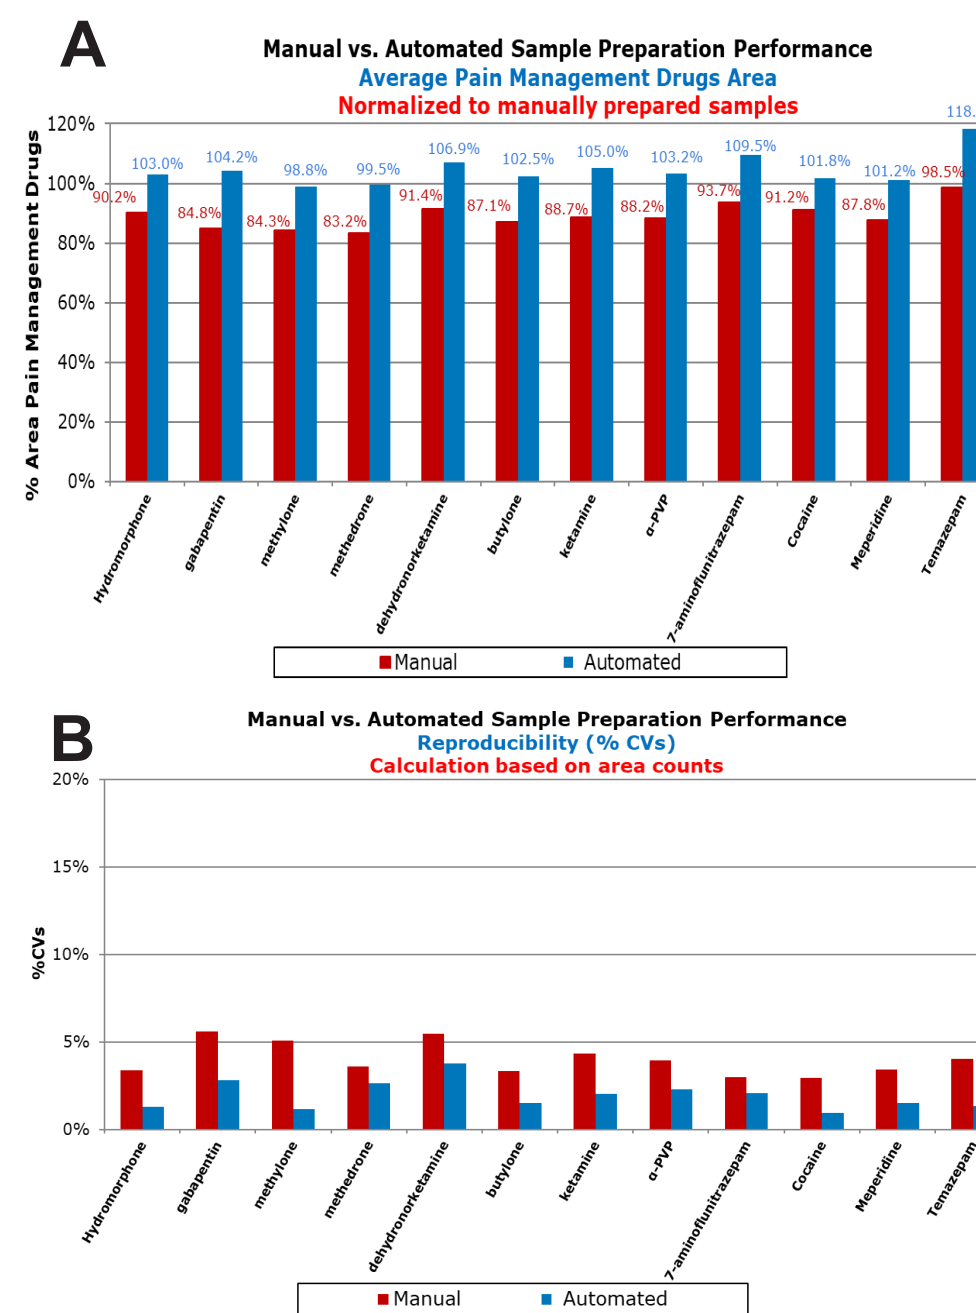 A
Manual vs. Automated Sample Preparation Performance
Average Pain Management Drugs Area
Normalized to manually prepared samples
% Area Pain Management Drugs
120%
100%
80%
60%
40%
20%
0%
90.2%
103.0%
84.8%
104.2%
84.3%
98.8%
83.2%
99.5%
91.4%
106.9%
87.1%
102.5%
88.7%
105.0%
88.2%
103.2%
93.7%
109.5%
91.2%
101.8%
87.8%
101.2%
98.5%
118.
Hydromorphone
gabapentin
methylone
methedrone
dehydronorketamine
butylone
ketamine
α-PVP
7-aminoflunitrazepam
Cocaine
Meperidine
Temazepam
Manual Automated
B
Manual vs. Automated Sample Preparation Performance
Reproducibility (% CVs)
Calculation based on area counts
%CVs
20%
15%
10%
5%
0%
Hydromorphone
gabapentin
methylone
methedrone
dehydronorketamine
butylone
ketamine
α-PVP
7-aminoflunitrazepam
Cocaine
Meperidine
Temazepam
Manual Automated